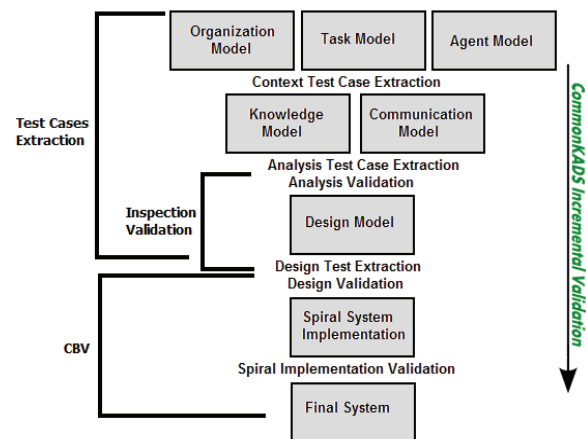 Organization
Model
Task Model
Agent Model
Context Test Case Extraction
Knowledge
Model
Communication
Model
Test Cases
Extraction
Analysis Test Case Extraction
Analysis Validation
Inspection
Validation
Design Model
Design Test Extraction
Design Validation
Spiral System
Implementation
CBV
Spiral Implementation Validation
Final System
CommonKADS Incremental Validation